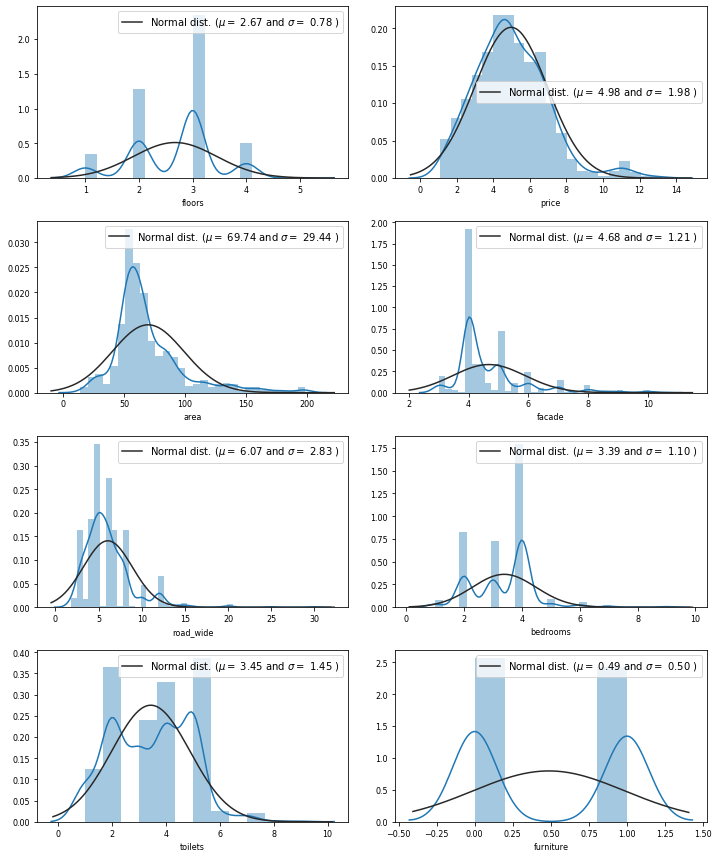 Normal dist. (μ = 2.67 and σ = 0.78 )
2.0
1.5
1.0
0.5
0.0
1 2 3 4 5
floors
Normal dist. (μ = 4.98 and σ = 1.98 )
0.20
0.15
0.10
0.05
0.00
0 2 4 6 8 10 12 14
price
Normal dist. (μ = 69.74 and σ = 29.44 )
0.030
0.025
0.020
0.015
0.010
0.005
0.000
0 50 100 150 200
area
Normal dist. (μ = 4.68 and σ = 1.21 )
2.00
1.75
1.50
1.25
1.00
0.75
0.50
0.25
0.00
2 4 6 8 10
facade
Normal dist. (μ = 6.07 and σ = 2.83 )
0.35
0.30
0.25
0.20
0.15
0.10
0.05
0.00
0 5 10 15 20 25 30
road_wide
Normal dist. (μ = 3.39 and σ = 1.10 )
1.75
1.50
1.25
1.00
0.75
0.50
0.25
0.00
0 2 4 6 8 10
bedrooms
Normal dist. (μ = 3.45 and σ = 1.45 )
0.40
0.35
0.30
0.25
0.20
0.15
0.10
0.05
0.00
0 2 4 6 8 10
toilets
Normal dist. (μ = 0.49 and σ = 0.50 )
2.5
2.0
1.5
1.0
0.5
0.0
−0.50 −0.25 0.00 0.25 0.50 0.75 1.00 1.25 1.50
furniture